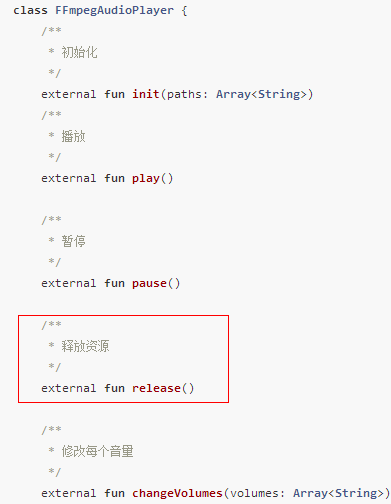 class FFmpegAudioPlayer {
/**
* 初始化
*/
external fun init(paths: Array<String>)
/**
* 播放
*/
external fun play()
/**
* 暂停
*/
external fun pause()
/**
* 释放资源
*/
external fun release()
/**
* 修改每个音量
*/
external fun changeVolumes(volumes: Array<String>)